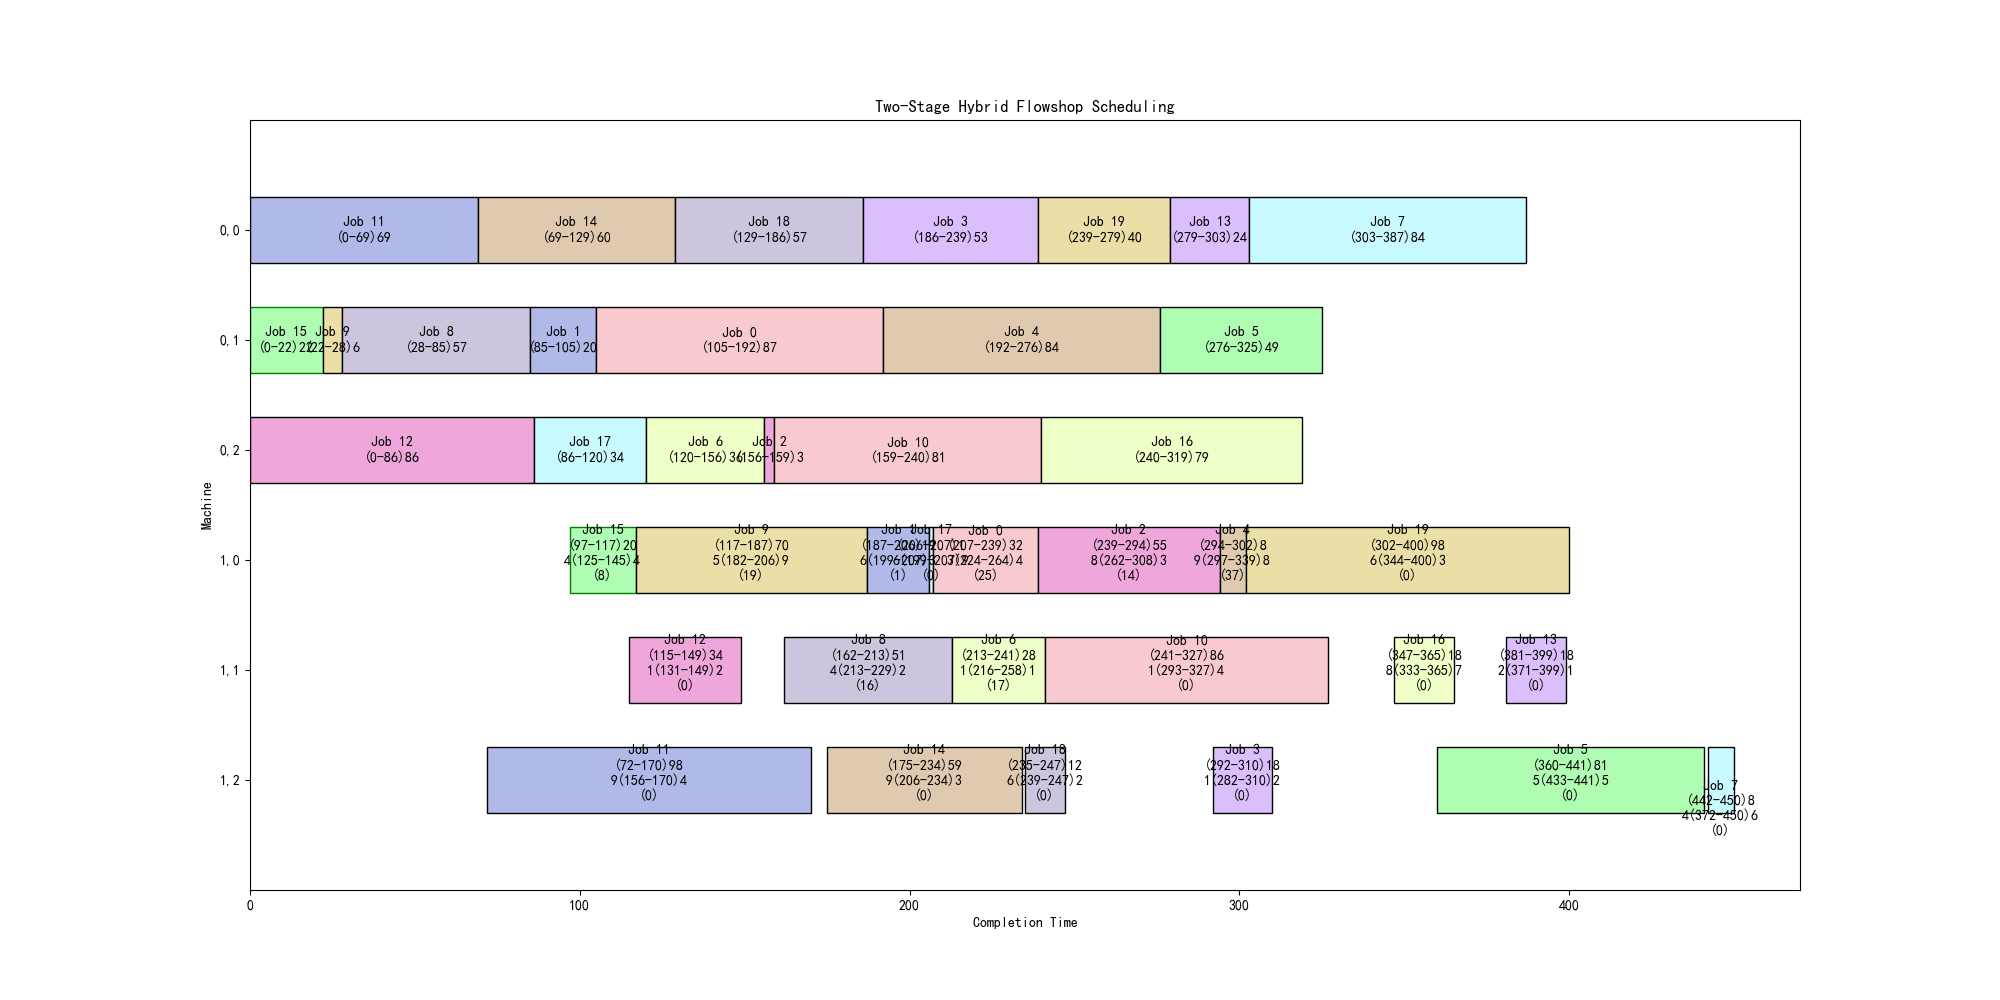 Two-Stage Hybrid Flowshop Scheduling
Machine
0,0
Job 11
(0-69)69
Job 14
(69-129)60
Job 18
(129-186)57
Job 3
(186-239)53
Job 19
(239-279)40
Job 13
(279-303)24
Job 7
(303-387)84
0,1
Job 15
(0-22)22
Job 9
(22-28)6
Job 8
(28-85)57
Job 1
(85-105)20
Job 0
(105-192)87
Job 4
(192-276)84
Job 5
(276-325)49
0,2
Job 12
(0-86)86
Job 17
(86-120)34
Job 6
(120-156)36
Job 2
(156-159)3
Job 10
(159-240)81
Job 16
(240-319)79
1,0
Job 15
(97-117)20
4(125-145)4
(8)
Job 9
(117-187)70
5(182-206)9
(19)
Job 1
(187-206)19
(1)
Job 17
(206-207)1
(0)
Job 0
(207-239)32
(25)
Job 2
(239-294)55
8(262-308)3
(14)
Job 4
(294-302)8
9(297-339)8
(37)
Job 19
(302-400)98
6(344-400)3
(0)
1,1
Job 12
(115-149)34
1(131-149)2
(0)
Job 8
(162-213)51
4(213-229)2
(16)
Job 6
(213-241)28
1(216-258)1
(17)
Job 10
(241-327)86
1(293-327)4
(0)
Job 16
(347-365)18
8(333-365)7
(0)
Job 13
(381-399)18
2(371-399)1
(0)
1,2
Job 11
(72-170)98
9(156-170)4
(0)
Job 14
(175-234)59
9(206-234)3
(0)
Job 18
(235-247)12
6(239-247)2
(0)
Job 3
(292-310)18
1(282-310)2
(0)
Job 5
(360-441)81
5(433-441)5
(0)
Job 7
(442-450)8
4(372-450)6
(0)
0
100
200
300
400
Completion Time